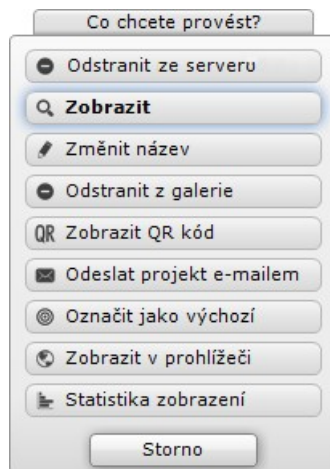 Co chcete provést?
Odstranit ze serveru
Zobrazit
Změnit název
Odstranit z galerie
QR Zobrazit QR kód
Odeslat projekt e-mailem
Označit jako výchozí
Zobrazit v prohlížeči
Statistika zobrazení
Storno